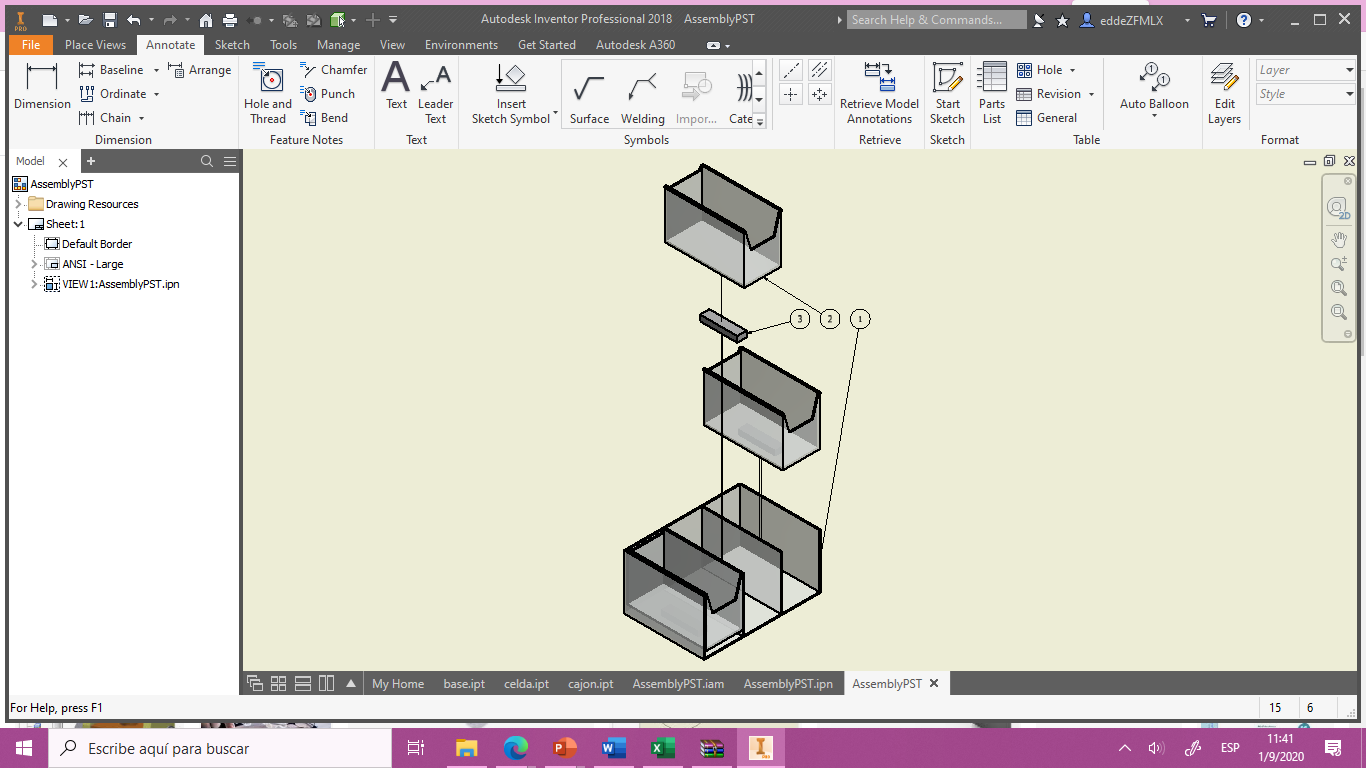 PRO
Autodesk Inventor Professional 2018 AssemblyPST
Search Help & Commands...
eddeZFMLX
File Place Views Annotate Sketch Tools Manage View Environments Get Started Autodesk A360
Dimension
Baseline
Ordinate
Chain
Arrange
Dimension
Hole and Thread
Chamfer
Punch
Bend
Feature Notes
Text
Leader Text
Text
Insert Sketch Symbol
Surface
Welding
Impor...
Cate
Symbols
Retrieve Model Annotations
Retrieve
Start Sketch
Sketch
Parts List
Hole
Revision
General
Table
Auto Balloon
Edit Layers
Layer
Style
Format
Model
AssemblyPST
Drawing Resources
Sheet:1
Default Border
ANSI - Large
VIEW1:AssemblyPST.ipn
3 2 1
2D
My Home base.ipt celda.ipt cajon.ipt AssemblyPST.iam AssemblyPST.ipn AssemblyPST
For Help, press F1
15 6
Escribe aquí para buscar
ESP
11:41
1/9/2020